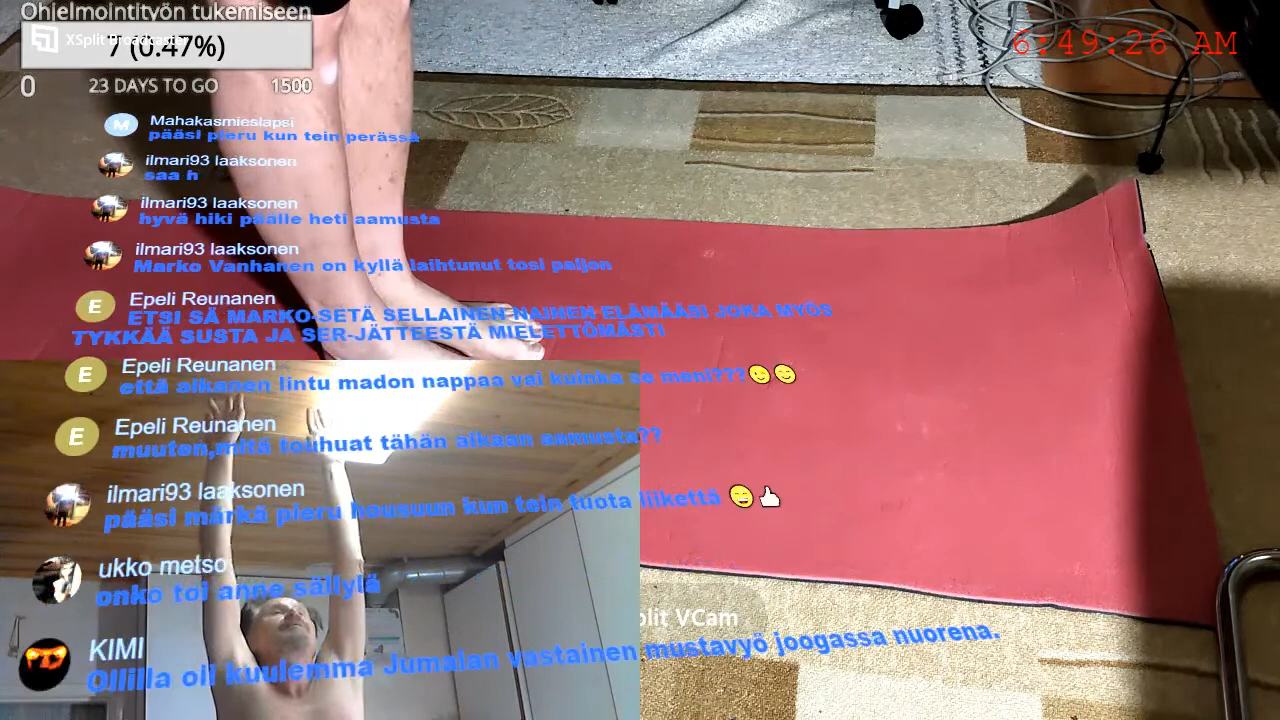 Ohjelmointityön tukemiseen
XSplit Broadcaster
7 (0.47%)
6:49:26 AM
0 23 DAYS TO GO 1500
M
Mahakasmieslapsi
pääsi pieru kun tein perässä
ilmari93 laaksonen
saa h
ilmari93 laaksonen
hyvä hiki päälle heti aamusta
ilmari93 laaksonen
Marko Vanhanen on kyllä laihtunut tosi paljon
E
Epeli Reunanen
ETSI SÄ MARKO-SETÄ SELLAINEN NAINEN ELÄMÄÄSI JOKA MYÖS
TYKKÄÄ SUSTA JA SER-JÄTTEESTÄ MIELETTÖMÄSTI
E
Epeli Reunanen
että aikanen lintu madon nappaa vai kuinka se meni???
E
Epeli Reunanen
muuten,mitä touhuat tähän aikaan aamusta??
ilmari93 laaksonen
pääsi märkä pieru housuun kun tein tuota liikettä
ukko metso
onko toi anne sällylä
plit VCam
KIMI
Ollilla oli kuulemma Jumalan vastainen mustavyö joogassa nuorena.